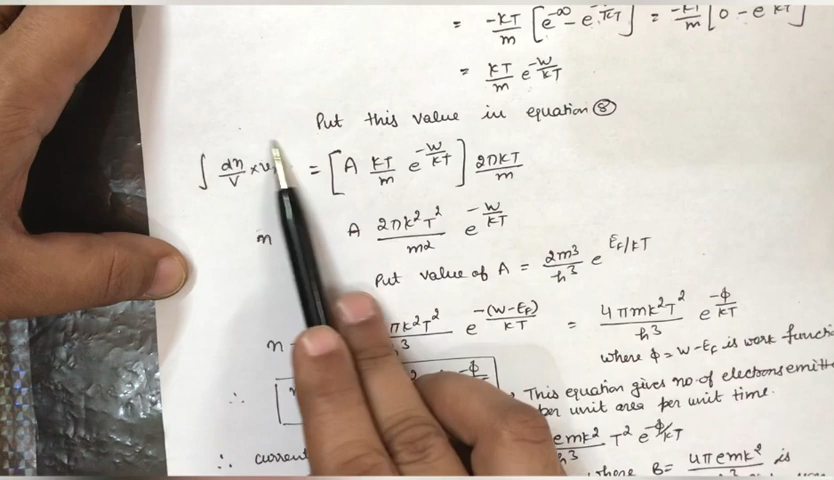 = -KT/m [e^-∞ - e^-/KT] = -KT/m [0 - e KT]
= KT/m e^-W/KT
Put this value in equation ⑧
∫ dn/V × v = [A KT/m e^-W/KT] 2πKT/m
n A 2πk²T²/m² e^-W/KT
Put value of A = 2m³/h³ e^EF/KT
n πk²T²/3 e^-(W-EF)/KT = 4πmk²T²/h³ e^-ϕ/KT
where ϕ = W-EF is work
∴ -ϕ , This equation gives no. of electrons
per unit area per unit time.
emk²/h³ T² e^-ϕ/KT
∴ current where B = 4πemk² is